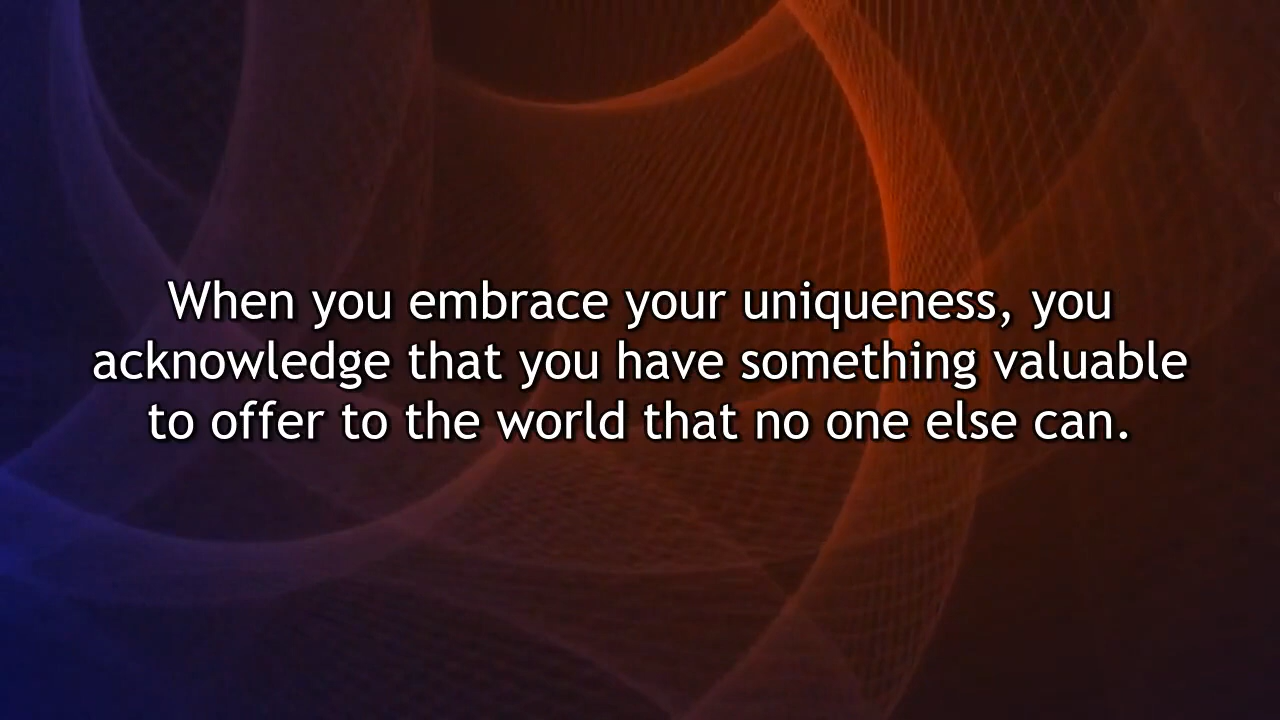 When you embrace your uniqueness, you
acknowledge that you have something valuable
to offer to the world that no one else can.